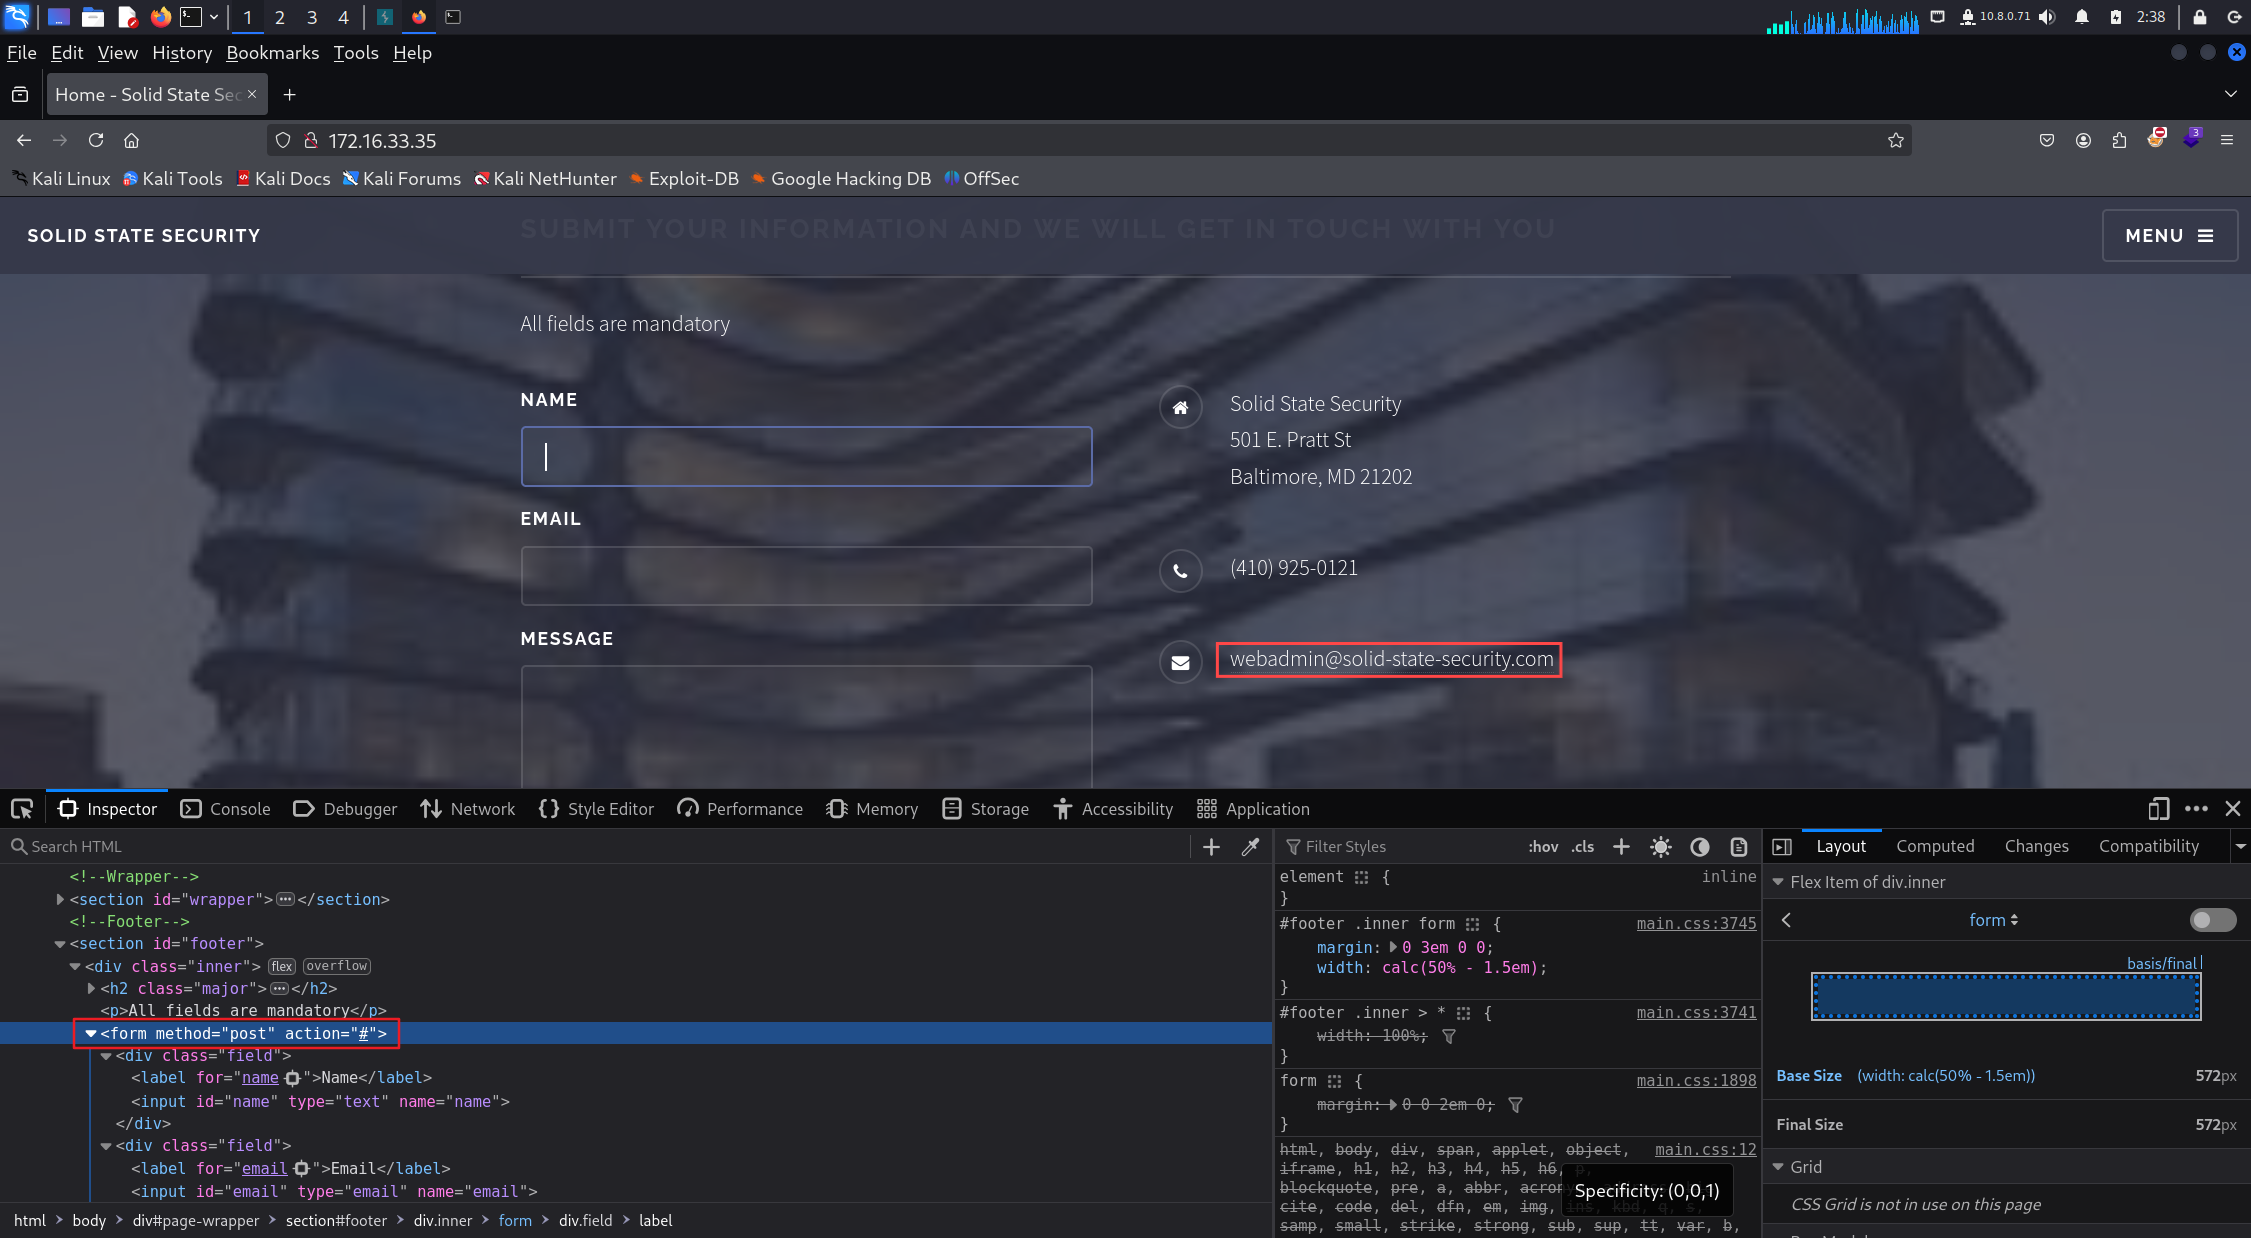 1 2 3 4
10.8.0.71
2:38
File Edit View History Bookmarks Tools Help
Home - Solid State Sec
172.16.33.35
3
Kali Linux Kali Tools Kali Docs Kali Forums Kali NetHunter Exploit-DB Google Hacking DB OffSec
SOLID STATE SECURITY
SUBMIT YOUR INFORMATION AND WE WILL GET IN TOUCH WITH YOU
MENU
All fields are mandatory
NAME
EMAIL
MESSAGE
Solid State Security
501 E. Pratt St
Baltimore, MD 21202
(410) 925-0121
webadmin@solid-state-security.com
Inspector Console Debugger Network Style Editor Performance Memory Storage Accessibility Application
Search HTML
<!--Wrapper-->
<section id="wrapper"></section>
<!--Footer-->
<section id="footer">
<div class="inner"> flex overflow
<h2 class="major"></h2>
<p>All fields are mandatory</p>
<form method="post" action="#">
<div class="field">
<label for="name">Name</label>
<input id="name" type="text" name="name">
</div>
<div class="field">
<label for="email">Email</label>
<input id="email" type="email" name="email">
html > body > div#page-wrapper > section#footer > div.inner > form > div.field > label
Filter Styles
:hov .cls
element { inline
}
#footer .inner form { main.css:3745
margin: 0 3em 0 0;
width: calc(50% - 1.5em);
}
#footer .inner > * { main.css:3741
width: 100%;
}
form { main.css:1898
margin: 0 0 2em 0;
}
html, body, div, span, applet, object, main.css:12
iframe, h1, h2, h3, h4, h5, h6, p,
blockquote, pre, a, abbr,
cite, code, del, dfn, em, img, ins, kbd, q, s,
samp, small, strike, strong, sub, sup, tt, var, b,
Specificity: (0,0,1)
Layout Computed Changes Compatibility
Flex Item of div.inner
form
basis/final
Base Size (width: calc(50% - 1.5em)) 572px
Final Size 572px
Grid
CSS Grid is not in use on this page